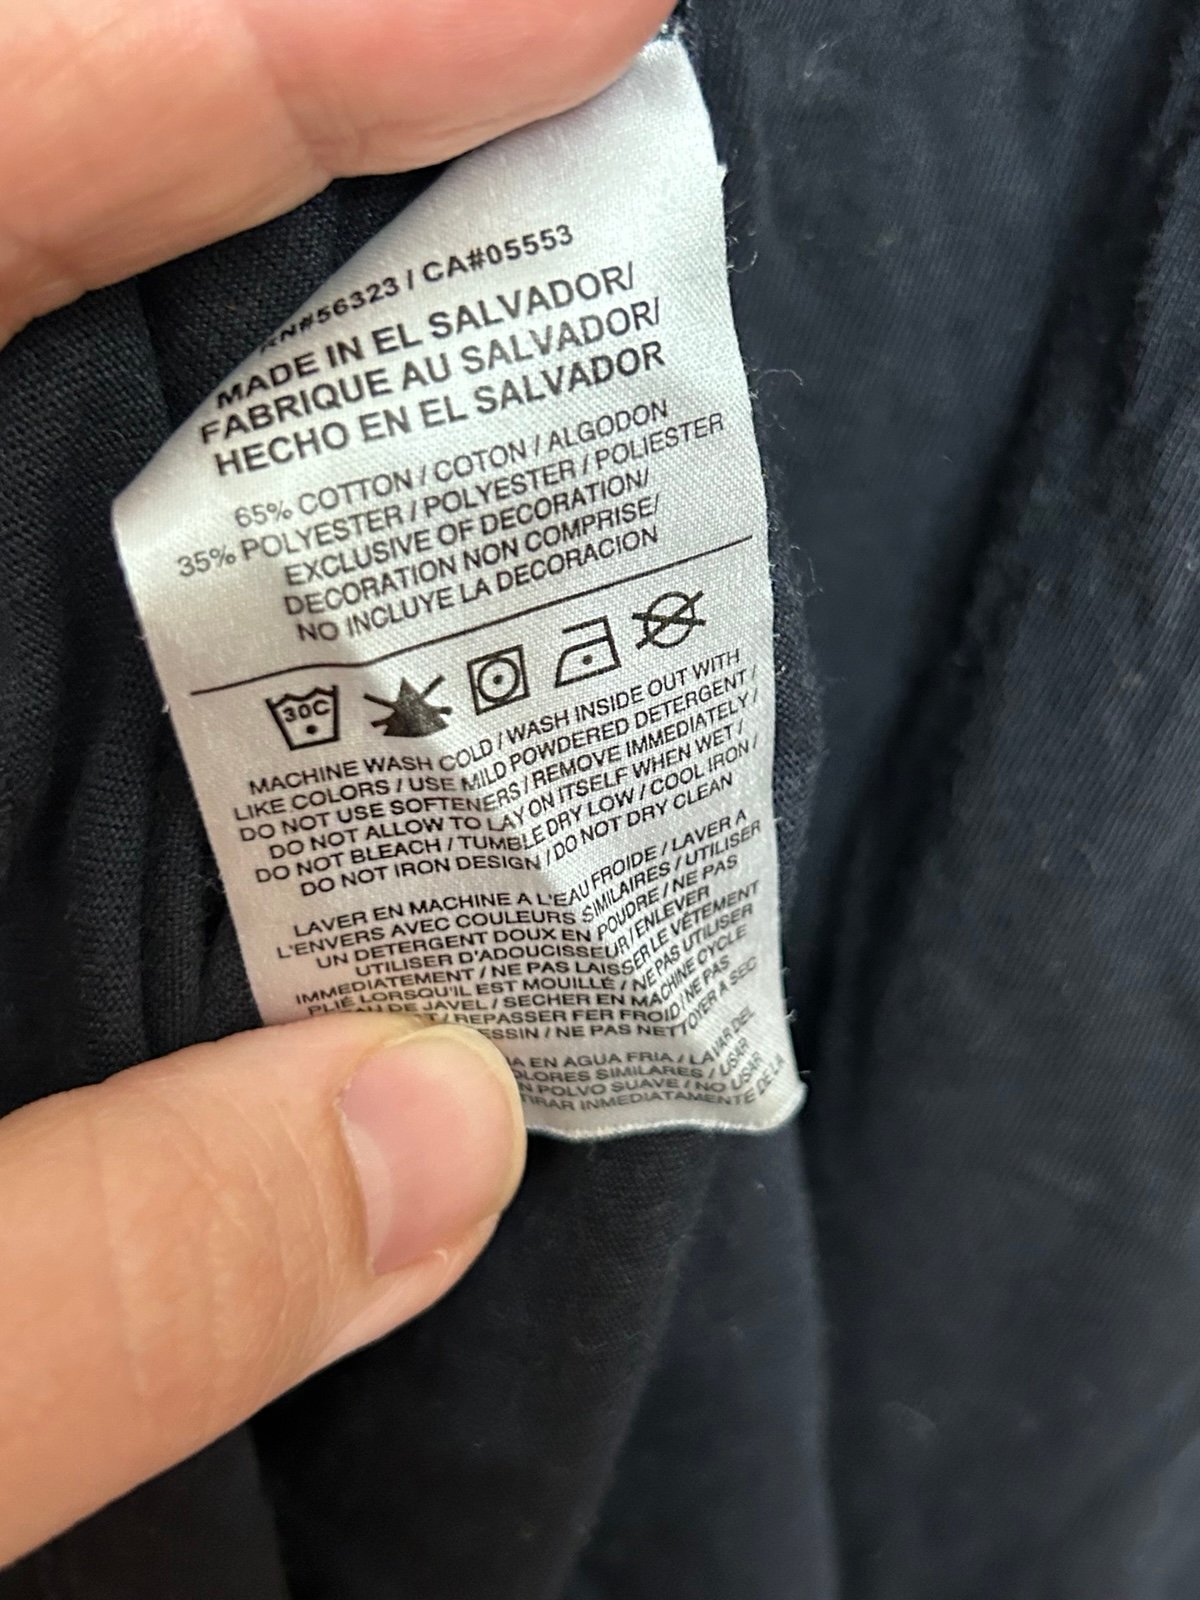 RN#56323 / CA#05553
MADE IN EL SALVADOR/
FABRIQUE AU SALVADOR/
HECHO EN EL SALVADOR
65% COTTON / COTON / ALGODON
35% POLYESTER / POLYESTER / POLIESTER
EXCLUSIVE OF DECORATION/
DECORATION NON COMPRISE/
NO INCLUYE LA DECORACION
30C
MACHINE WASH COLD / WASH INSIDE OUT WITH
LIKE COLORS / USE MILD POWDERED DETERGENT /
DO NOT USE SOFTENERS / REMOVE IMMEDIATELY /
DO NOT ALLOW TO LAY ON ITSELF WHEN WET /
DO NOT BLEACH / TUMBLE DRY LOW / COOL IRON /
DO NOT IRON DESIGN / DO NOT DRY CLEAN
LAVER EN MACHINE A L'EAU FROIDE / LAVER A
L'ENVERS AVEC COULEURS SIMILAIRES / UTILISER
UN DETERGENT DOUX EN POUDRE / NE PAS
UTILISER D'ADOUCISSEUR / ENLEVER
IMMEDIATEMENT / NE PAS LAISSER LE VÊTEMENT
PLIÉ LORSQU'IL EST MOUILLÉ / NE PAS UTILISER
EAU DE JAVEL / SECHER EN MACHINE CYCLE
/ REPASSER FER FROID / NE PAS
ESSIN / NE PAS NETTOYER A SEC
A EN AGUA FRIA / LAVAR DEL
OLORES SIMILARES / USAR
N POLVO SUAVE / NO USAR
TIRAR INMEDIATAMENTE DE LA